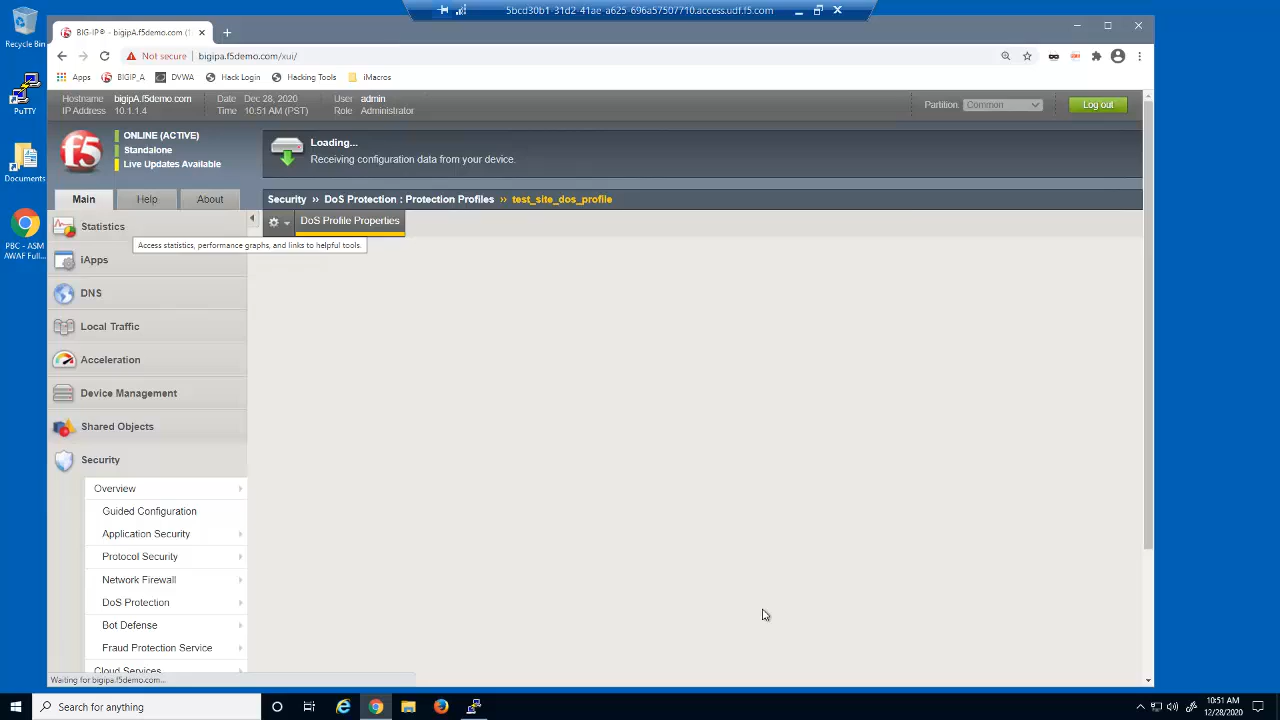 5bcd30b1-31d2-41ae-a625-696a57507710.access.udf.f5.com
Recycle Bin
PuTTY
Documents
PBC - ASM
AWAF Full...
BIG-IP® - bigipA.f5demo.com (1
Not secure
bigipa.f5demo.com/xui/
Apps
BIGIP_A
DVWA
Hack Login
Hacking Tools
iMacros
Hostname bigipA.f5demo.com
IP Address 10.1.1.4
Date Dec 28, 2020
Time 10:51 AM (PST)
User admin
Role Administrator
Partition: Common
Log out
f5
ONLINE (ACTIVE)
Standalone
Live Updates Available
Loading...
Receiving configuration data from your device.
Main
Help
About
Security ›› DoS Protection : Protection Profiles ›› test_site_dos_profile
DoS Profile Properties
Statistics
Access statistics, performance graphs, and links to helpful tools.
iApps
DNS
Local Traffic
Acceleration
Device Management
Shared Objects
Security
Overview
Guided Configuration
Application Security
Protocol Security
Network Firewall
DoS Protection
Bot Defense
Fraud Protection Service
Cloud Services
Waiting for bigipa.f5demo.com...
Search for anything
10:51 AM
12/28/2020